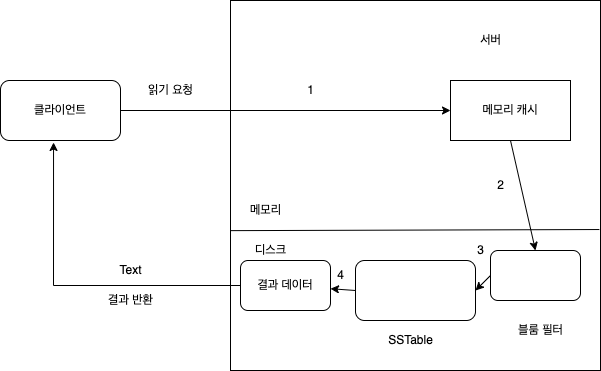 서버
읽기 요청
1
클라이언트
메모리 캐시
2
메모리
디스크
3
Text
4
결과 데이터
결과 반환
블룸 필터
SSTable